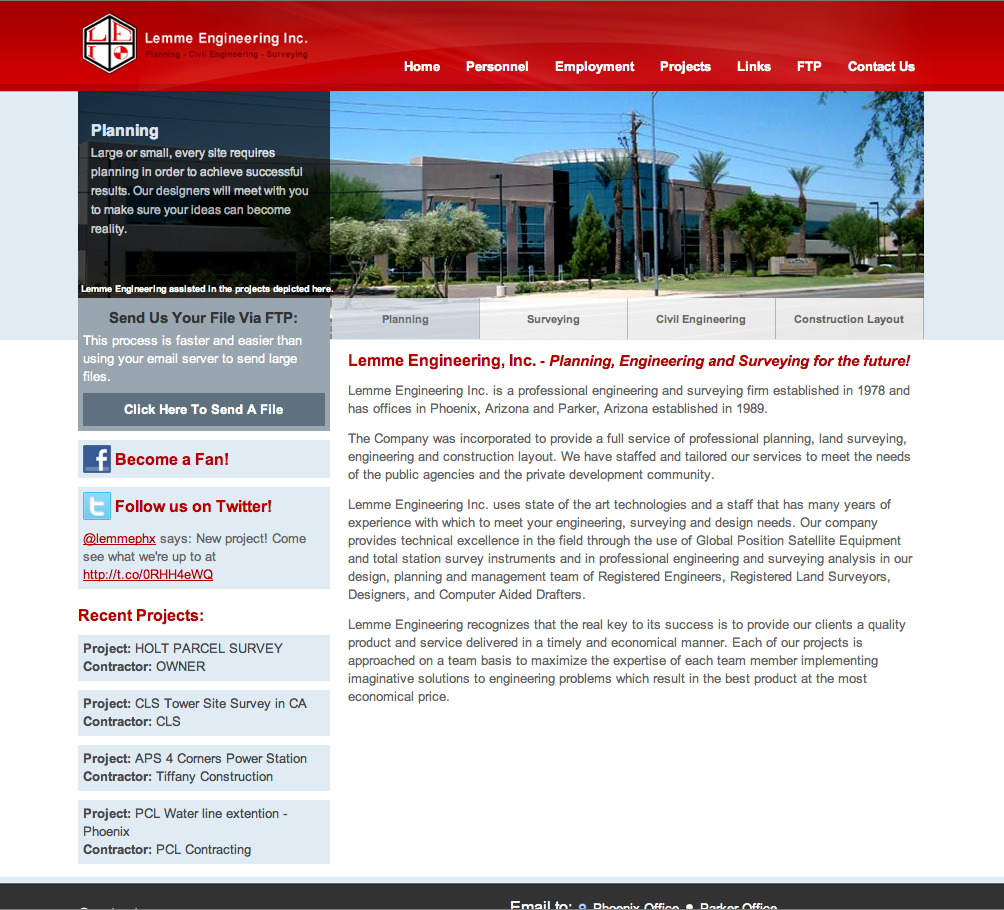 LE
Lemme Engineering Inc.
Planning - Civil Engineering - Surveying
Home Personnel Employment Projects Links FTP Contact Us
Planning
Large or small, every site requires
planning in order to achieve successful
results. Our designers will meet with you
to make sure your ideas can become
reality.
Lemme Engineering assisted in the projects depicted here.
Planning Surveying Civil Engineering Construction Layout
Send Us Your File Via FTP:
This process is faster and easier than
using your email server to send large
files.
Click Here To Send A File
Become a Fan!
Follow us on Twitter!
@lemmephx says: New project! Come
see what we're up to at
http://t.co/0RHH4eWQ
Recent Projects:
Project: HOLT PARCEL SURVEY
Contractor: OWNER
Project: CLS Tower Site Survey in CA
Contractor: CLS
Project: APS 4 Corners Power Station
Contractor: Tiffany Construction
Project: PCL Water line extention -
Phoenix
Contractor: PCL Contracting
Lemme Engineering, Inc. - Planning, Engineering and Surveying for the future!
Lemme Engineering Inc. is a professional engineering and surveying firm established in 1978 and
has offices in Phoenix, Arizona and Parker, Arizona established in 1989.
The Company was incorporated to provide a full service of professional planning, land surveying,
engineering and construction layout. We have staffed and tailored our services to meet the needs
of the public agencies and the private development community.
Lemme Engineering Inc. uses state of the art technologies and a staff that has many years of
experience with which to meet your engineering, surveying and design needs. Our company
provides technical excellence in the field through the use of Global Position Satellite Equipment
and total station survey instruments and in professional engineering and surveying analysis in our
design, planning and management team of Registered Engineers, Registered Land Surveyors,
Designers, and Computer Aided Drafters.
Lemme Engineering recognizes that the real key to its success is to provide our clients a quality
product and service delivered in a timely and economical manner. Each of our projects is
approached on a team basis to maximize the expertise of each team member implementing
imaginative solutions to engineering problems which result in the best product at the most
economical price.
Email to: Phoenix Office Parker Office